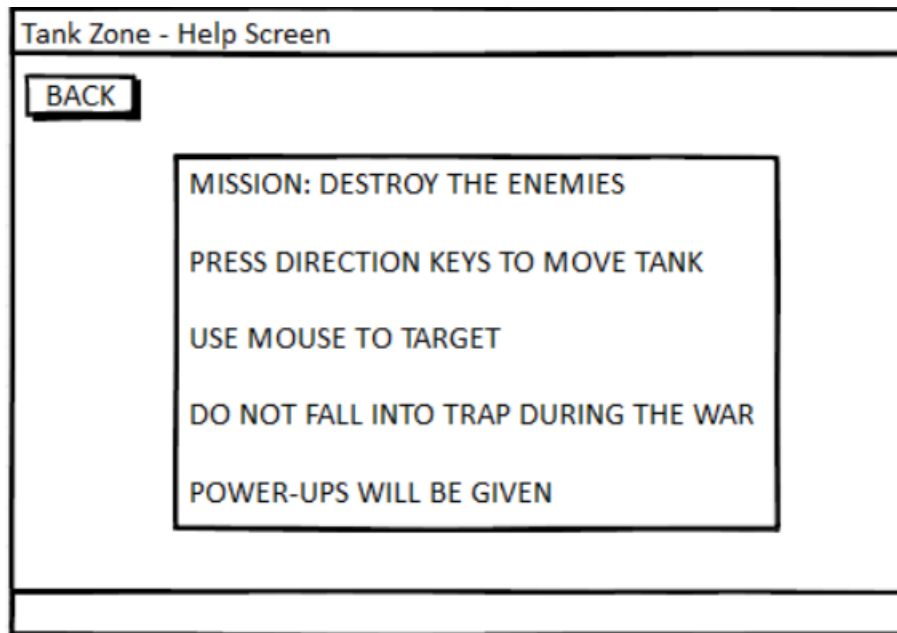 Tank Zone - Help Screen
BACK
MISSION: DESTROY THE ENEMIES
PRESS DIRECTION KEYS TO MOVE TANK
USE MOUSE TO TARGET
DO NOT FALL INTO TRAP DURING THE WAR
POWER-UPS WILL BE GIVEN